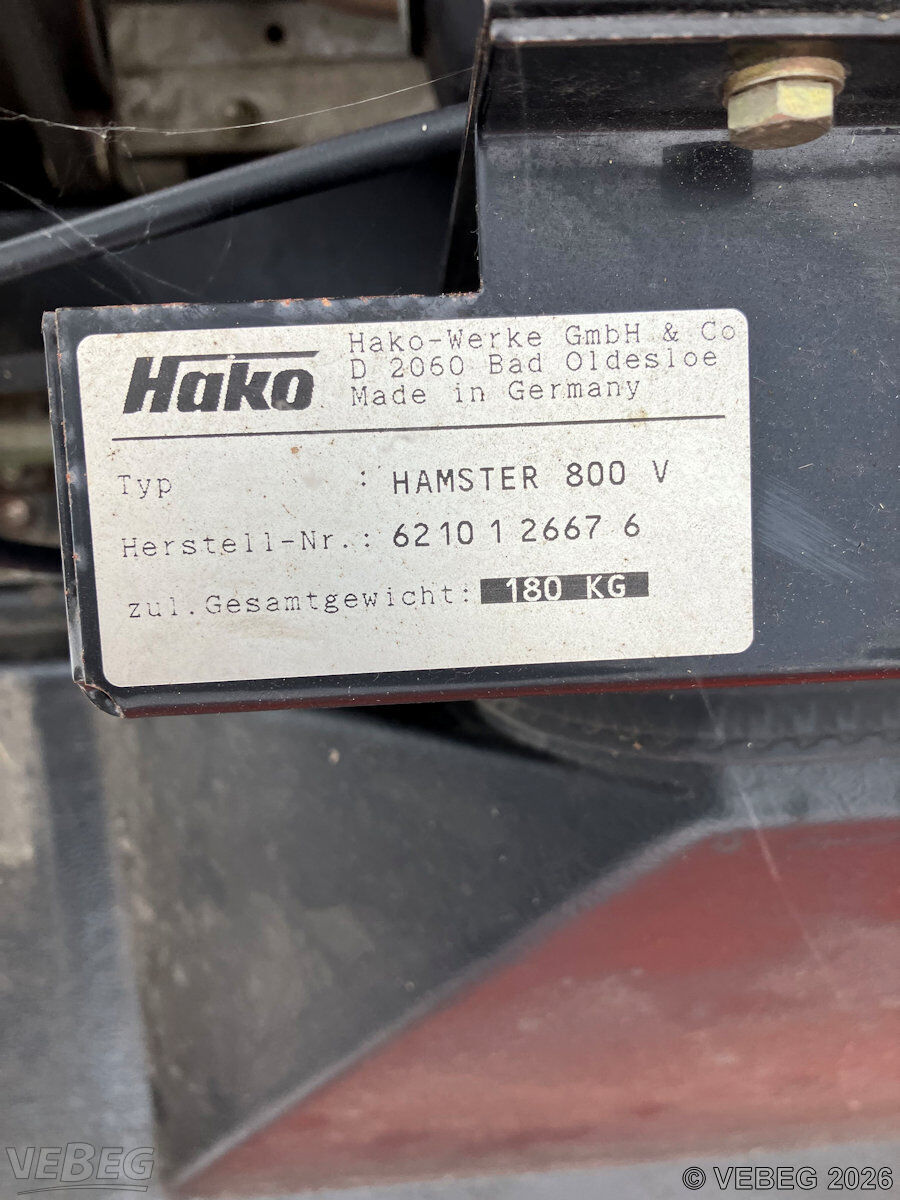 Hako
Hako-Werke GmbH & Co
D 2060 Bad Oldesloe
Made in Germany
Typ : HAMSTER 800 V
Herstell-Nr.: 6210 1 2667 6
zul.Gesamtgewicht: 180 KG
VEBEG
© VEBEG 2026